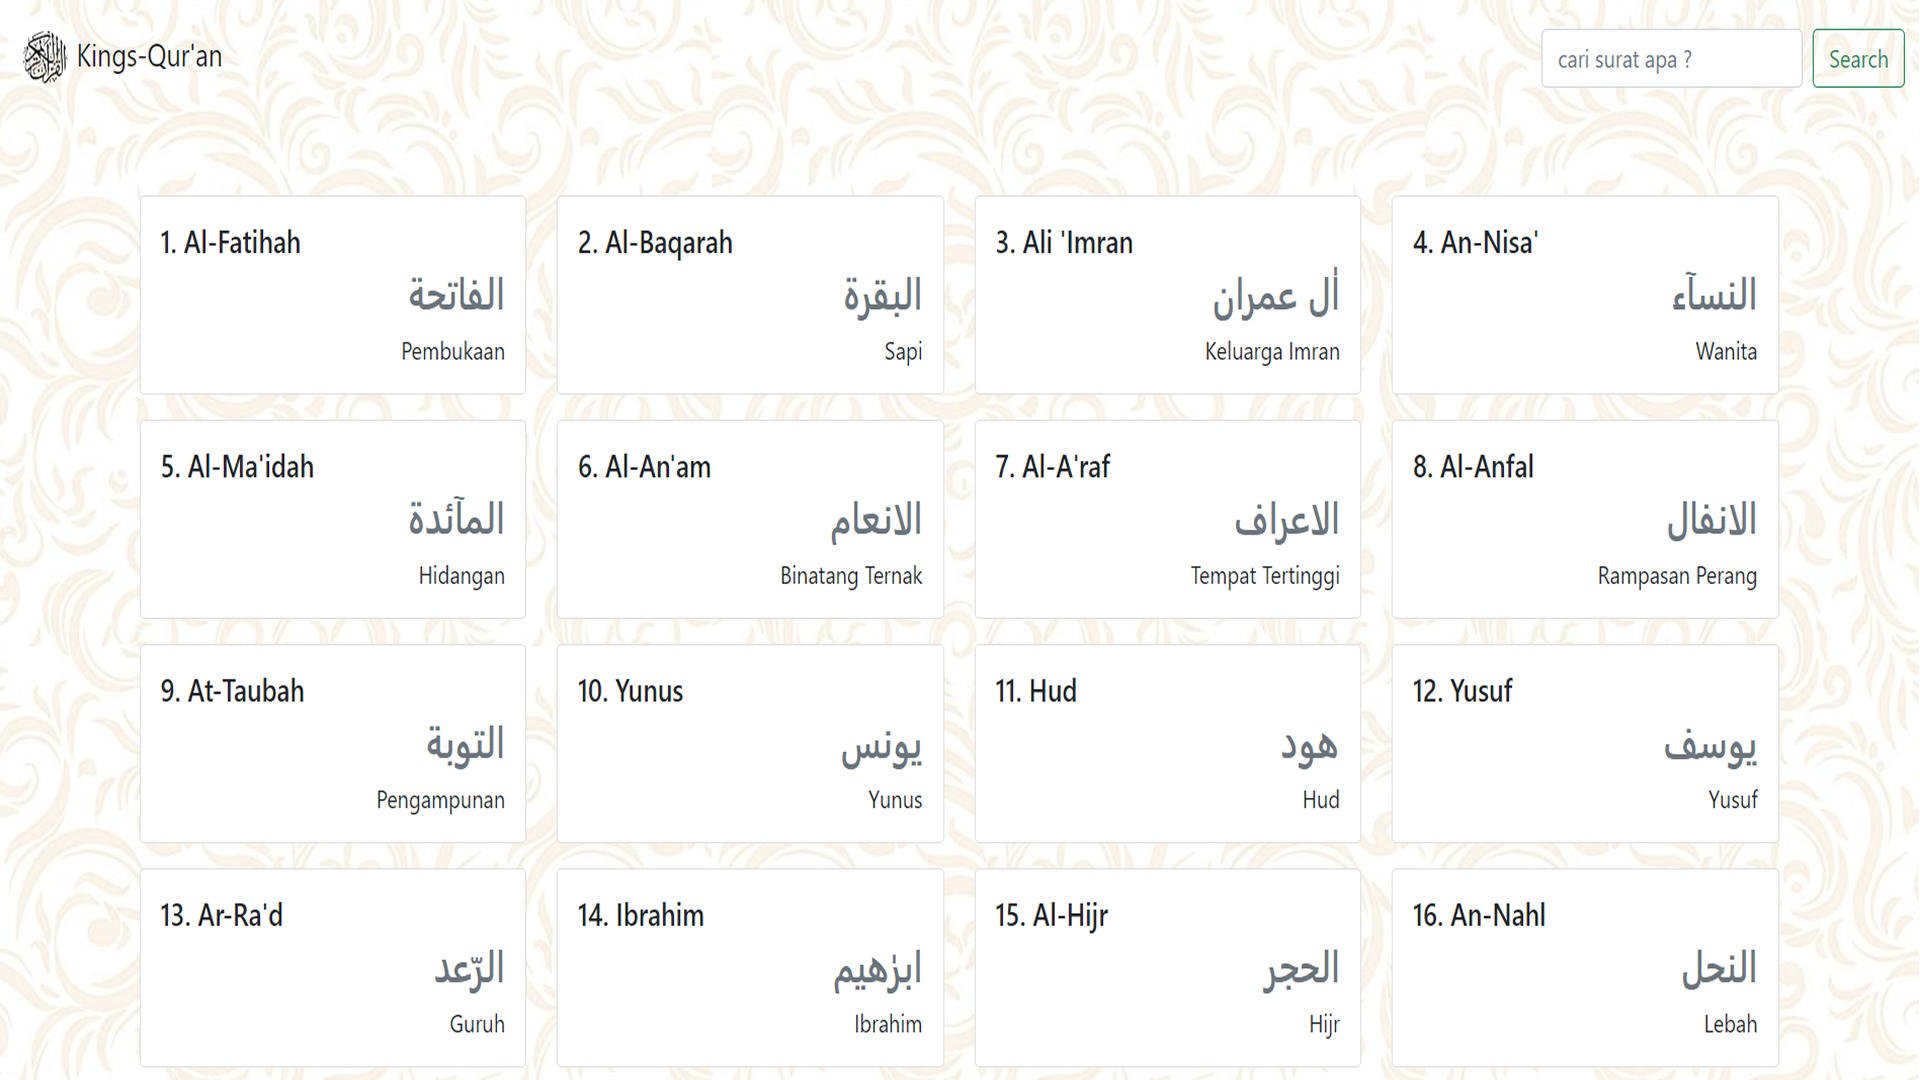 Kings-Qur'an
cari surat apa ?
Search
1. Al-Fatihah
الفاتحة
Pembukaan
2. Al-Baqarah
البقرة
Sapi
3. Ali 'Imran
اٰل عمران
Keluarga Imran
4. An-Nisa'
النسآء
Wanita
5. Al-Ma'idah
المآئدة
Hidangan
6. Al-An'am
الانعام
Binatang Ternak
7. Al-A'raf
الاعراف
Tempat Tertinggi
8. Al-Anfal
الانفال
Rampasan Perang
9. At-Taubah
التوبة
Pengampunan
10. Yunus
يونس
Yunus
11. Hud
هود
Hud
12. Yusuf
يوسف
Yusuf
13. Ar-Ra'd
الرّعد
Guruh
14. Ibrahim
ابرٰهيم
Ibrahim
15. Al-Hijr
الحجر
Hijr
16. An-Nahl
النحل
Lebah